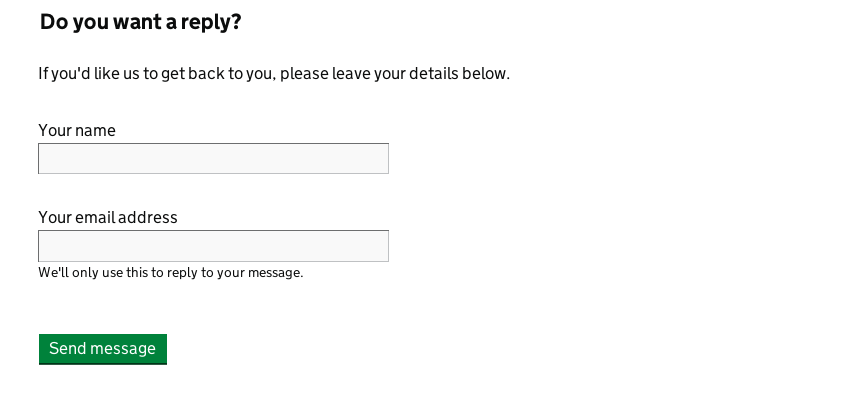 Do you want a reply?
If you'd like us to get back to you, please leave your details below.
Your name
Your email address
We'll only use this to reply to your message.
Send message